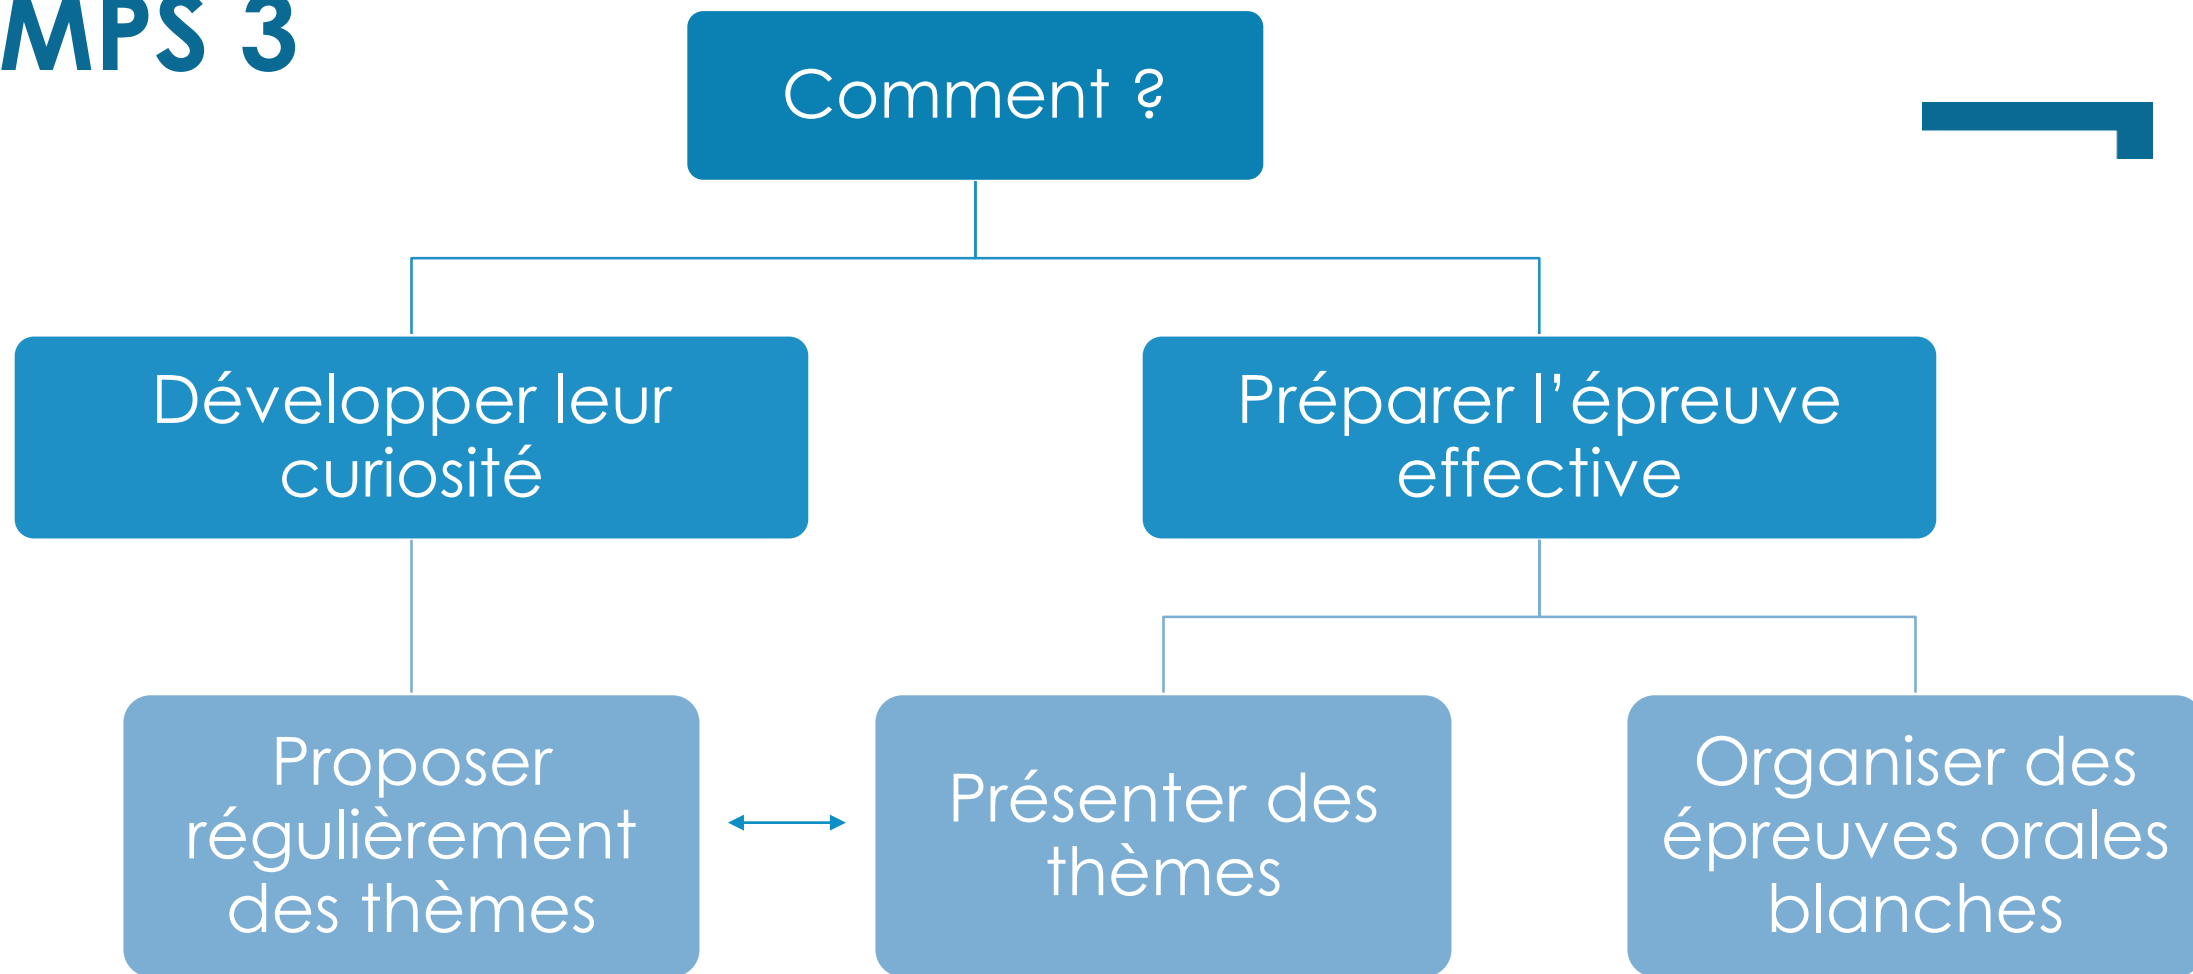 MPS 3
Comment ?
Développer leur
curiosité
Préparer l’épreuve
effective
Proposer
régulièrement
des thèmes
Présenter des
thèmes
Organiser des
épreuves orales
blanches